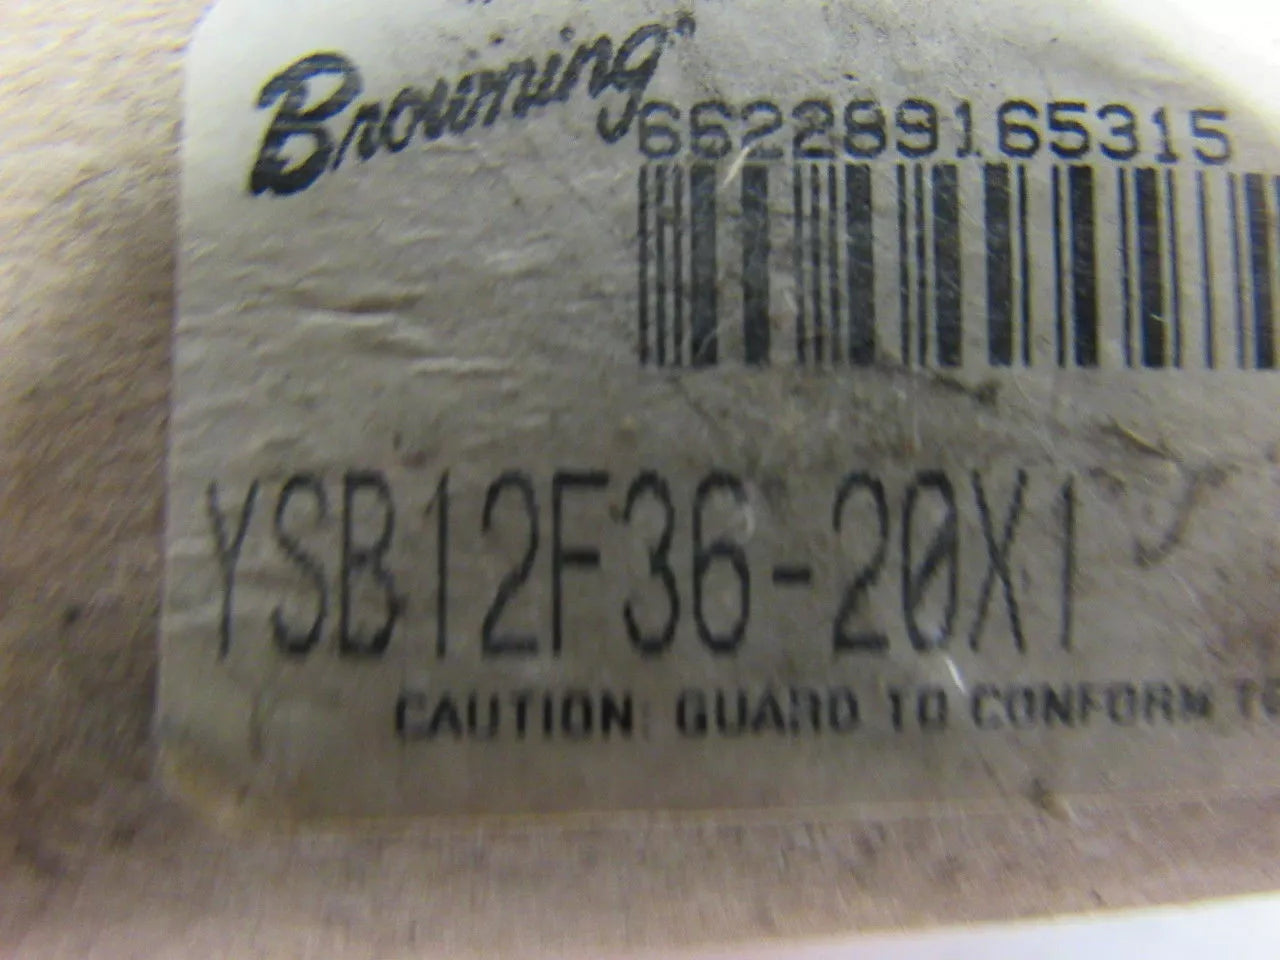 Browning
662289165315
YSB12F36-20X1
CAUTION: GUARD TO CONFORM